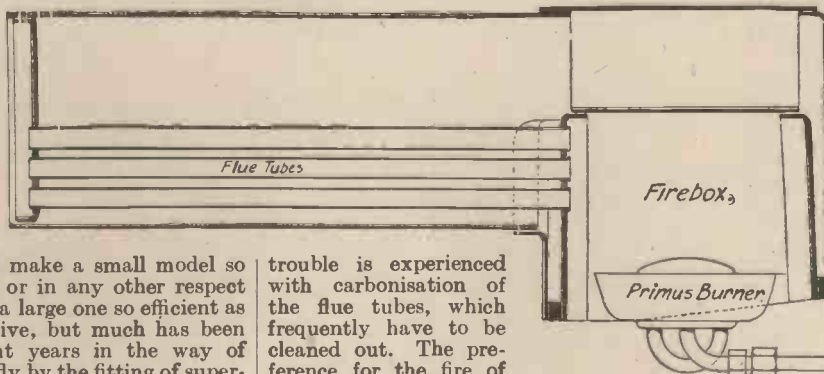 Flue Tubes
Firebox,
Primus Burner
make a small model so
or in any other respect
a large one so efficient as
ive, but much has been
nt years in the way of
fly by the fitting of super-
trouble is experienced
with carbonisation of
the flue tubes, which
frequently have to be
cleaned out. The pre-
ference for the fire of